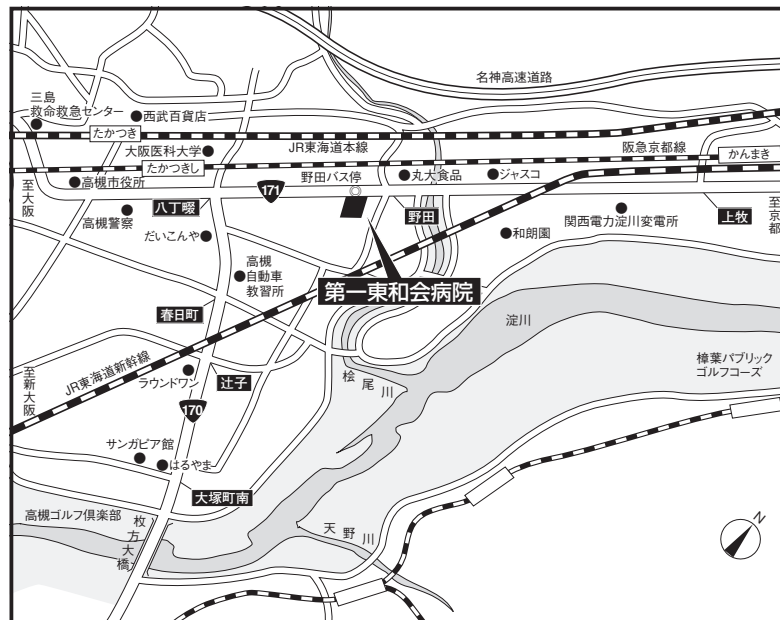 名神高速道路
三島
救命救急センター
西武百貨店
たかつき
JR東海道本線
大阪医科大学
阪急京都線
たかつきし
かんまき
高槻市役所
171
野田バス停
丸大食品
ジャスコ
至大阪
八丁畷
野田
上牧
至京都
高槻警察
関西電力淀川変電所
だいこんや
和朗園
高槻
自動車
教習所
第一東和会病院
春日町
淀川
JR東海道新幹線
至新大阪
ラウンドワン
辻子
桧尾川
樟葉パブリック
ゴルフコーズ
170
サンガピア館
はるやま
大塚町南
高槻ゴルフ倶楽部
枚方大橋
天野川
N